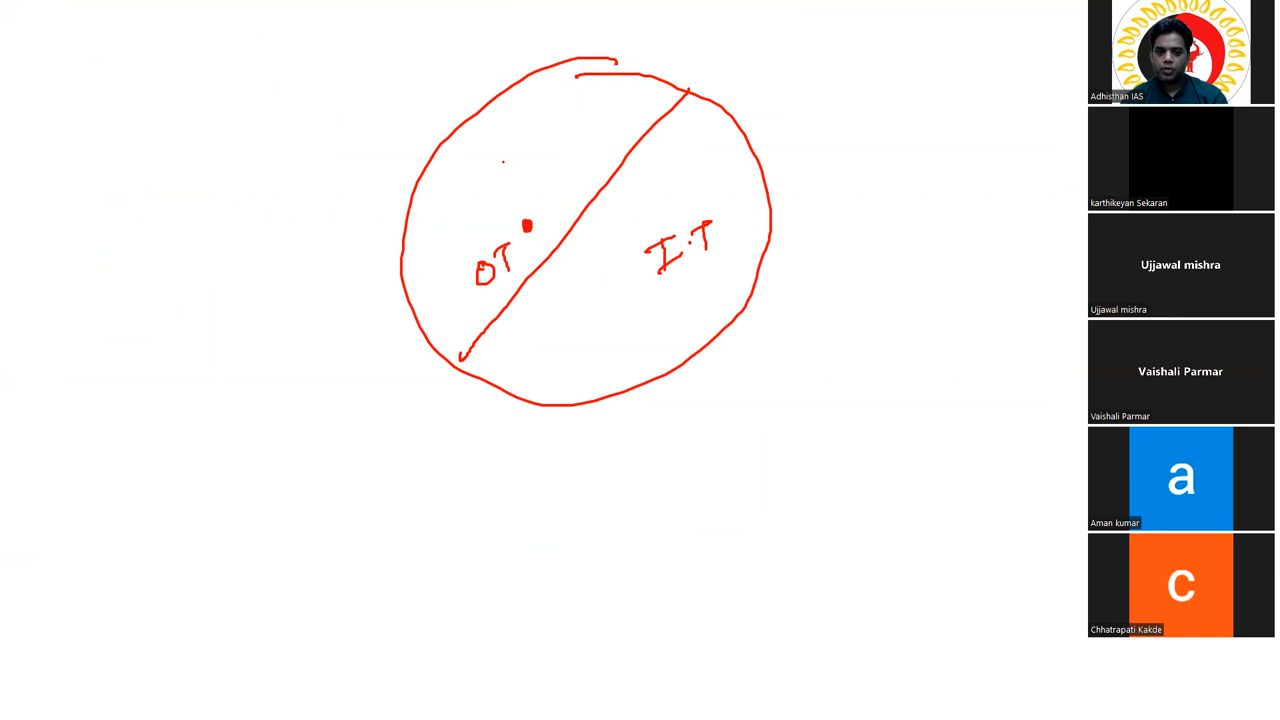 DT
I.T
Adhisthan IAS
karthikeyan Sekaran
Ujjawal mishra
Ujjawal mishra
Vaishali Parmar
Vaishali Parmar
a
Aman kumar
c
Chhatrapati Kakde